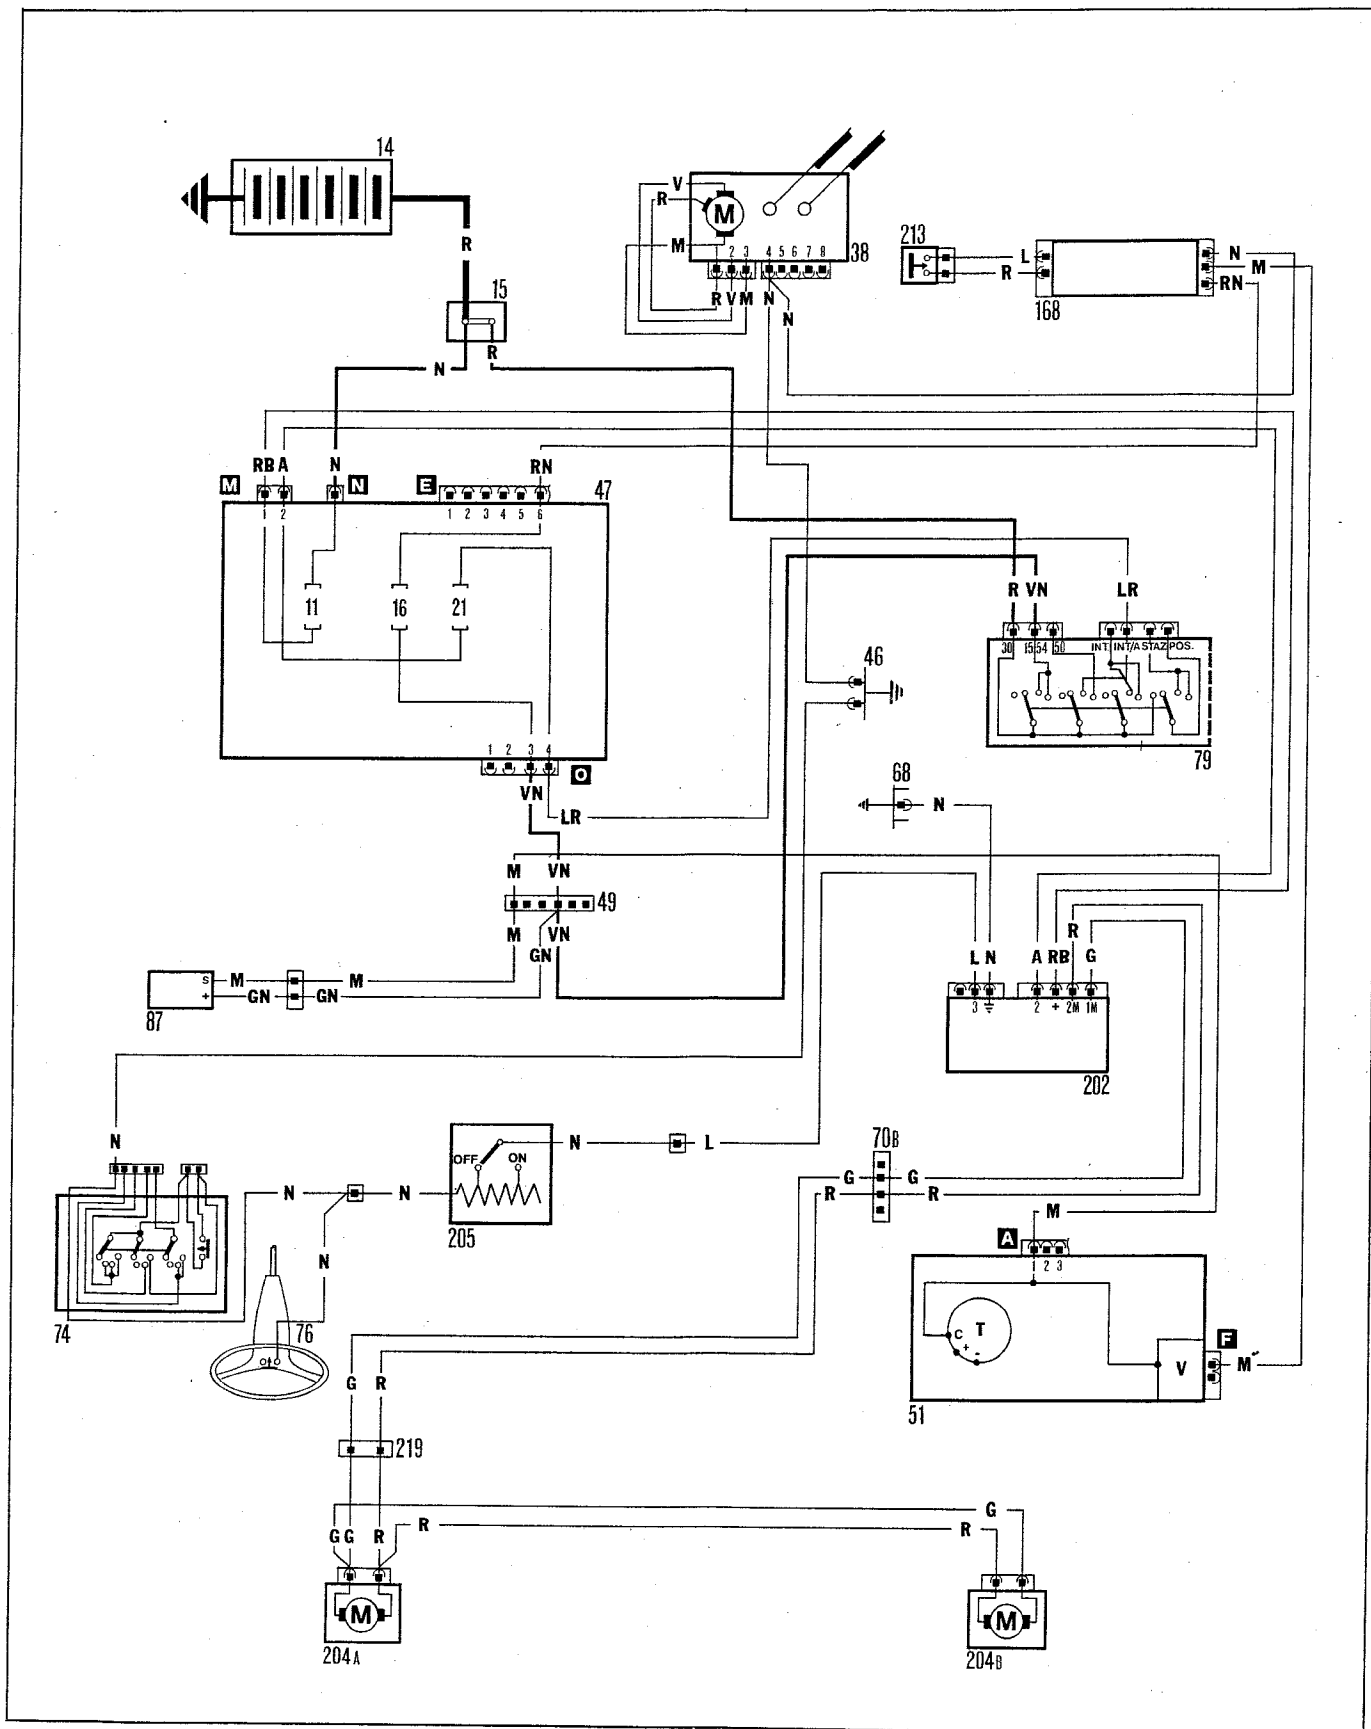 14
V
R
M
M
R
1 2 3 4 5 6 7 8
38
213
L
R
N
M
RN
168
15
R V M N
N
R
N
RB A N RN
M N E
47
1 2 1 2 3 4 5 6
11 16 21
R VN LR
30 15/54 50 INT. INT/A STAZ. POS.
46
79
1 2 3 4
O
VN
LR
68
N
M VN
49
M VN
GN
R
L N A RB G
S M M
+ GN GN
87
3 2 + 2M 1M
202
N
OFF ON
N L
70B
G G
R R
N N
205
M
A
1 2 3
N
74
76
C T
+
-
V
F
M
51
G R
219
G
R
R
G G R
M
M
204A
204B